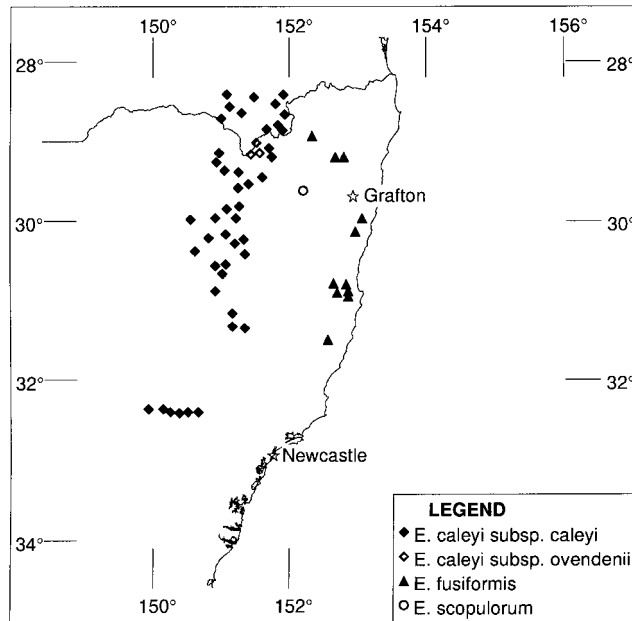 150° 152° 154° 156°
28° 28°
Grafton
30° 30°
32° 32°
Newcastle
LEGEND
E. caleyi subsp. caleyi
E. caleyi subsp. ovendenii
E. fusiformis
E. scopulorum
34°
150° 152°